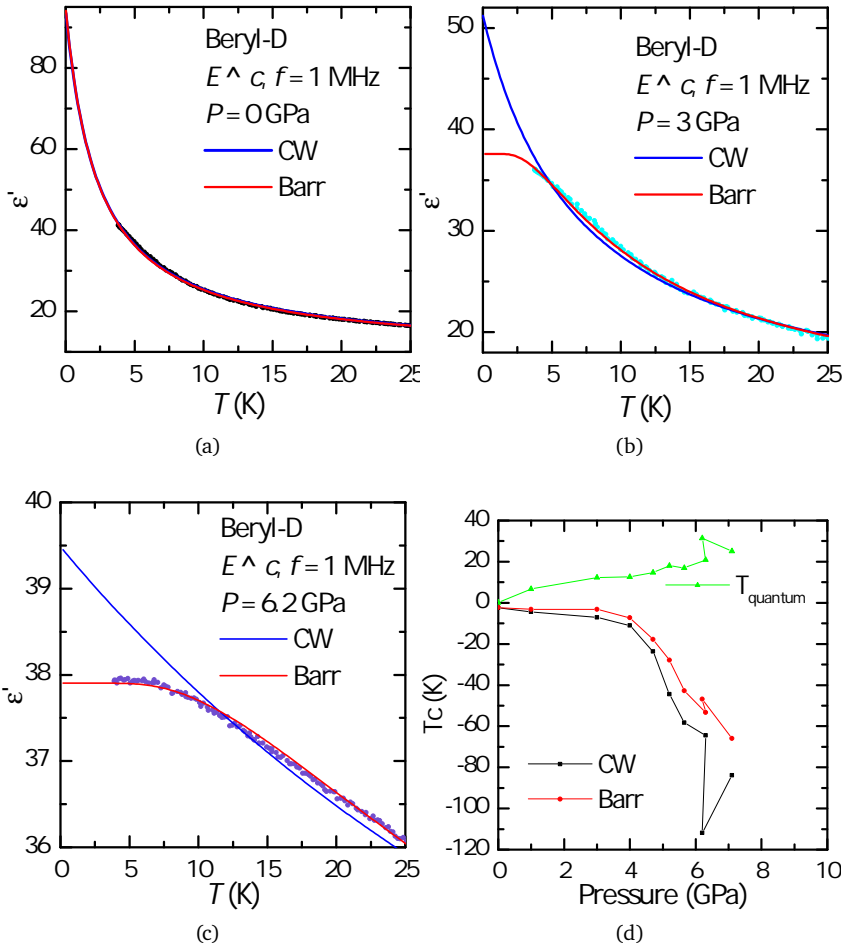 Beryl-D
E ^ c, f = 1 MHz
P = 0 GPa
CW
Barr
80
60
40
20
ε'
0 5 10 15 20 25
T (K)
(a)
Beryl-D
E ^ c, f = 1 MHz
P = 3 GPa
CW
Barr
50
40
30
20
ε'
0 5 10 15 20 25
T (K)
(b)
Beryl-D
E ^ c, f = 1 MHz
P = 6.2 GPa
CW
Barr
40
39
38
37
36
ε'
0 5 10 15 20 25
T (K)
(c)
40
20
0
-20
-40
-60
-80
-100
-120
Tc (K)
Tquantum
CW
Barr
0 2 4 6 8 10
Pressure (GPa)
(d)